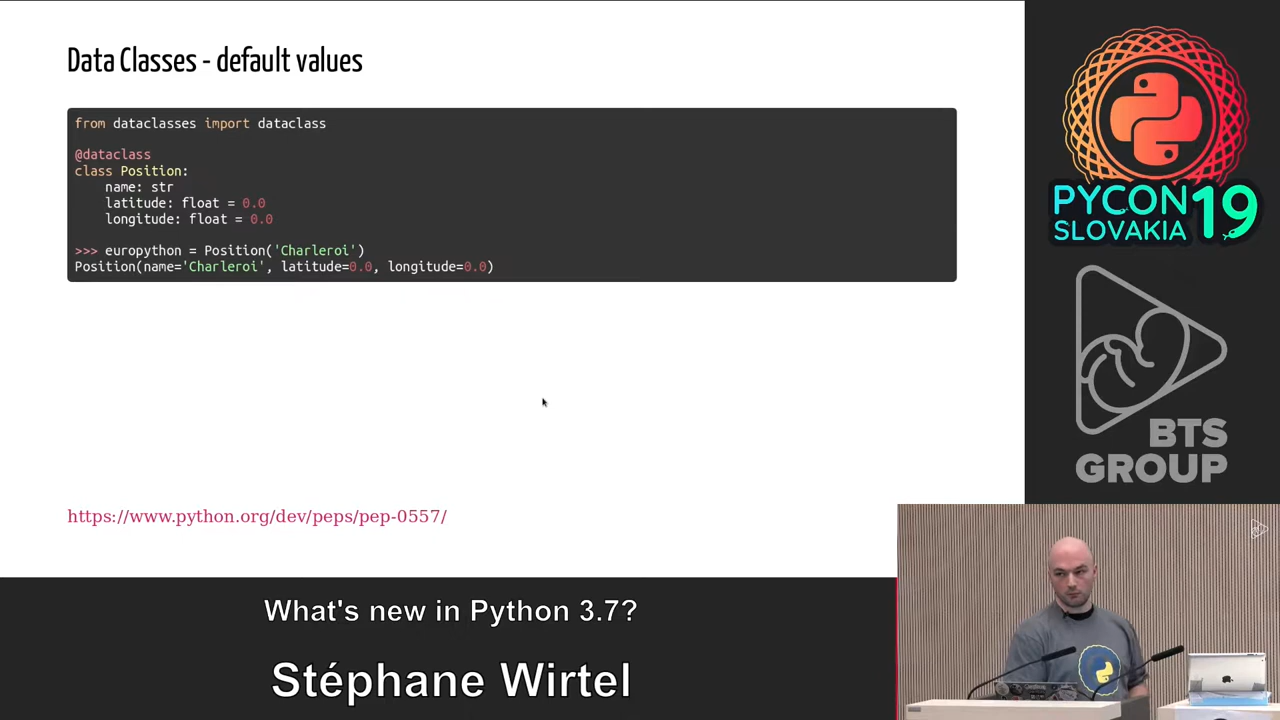 Data Classes - default values
from dataclasses import dataclass
@dataclass
class Position:
    name: str
    latitude: float = 0.0
    longitude: float = 0.0
>>> europython = Position('Charleroi')
Position(name='Charleroi', latitude=0.0, longitude=0.0)
https://www.python.org/dev/peps/pep-0557/
PYCON 19
SLOVAKIA
BTS
GROUP
What's new in Python 3.7?
Stéphane Wirtel